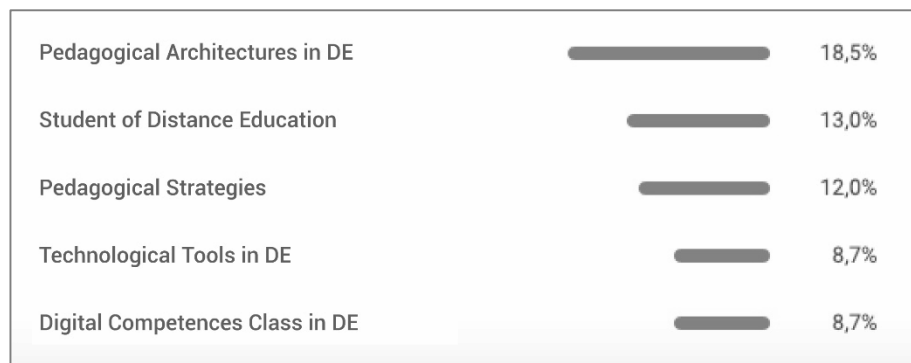 Pedagogical Architectures in DE 18,5%
Student of Distance Education 13,0%
Pedagogical Strategies 12,0%
Technological Tools in DE 8,7%
Digital Competences Class in DE 8,7%